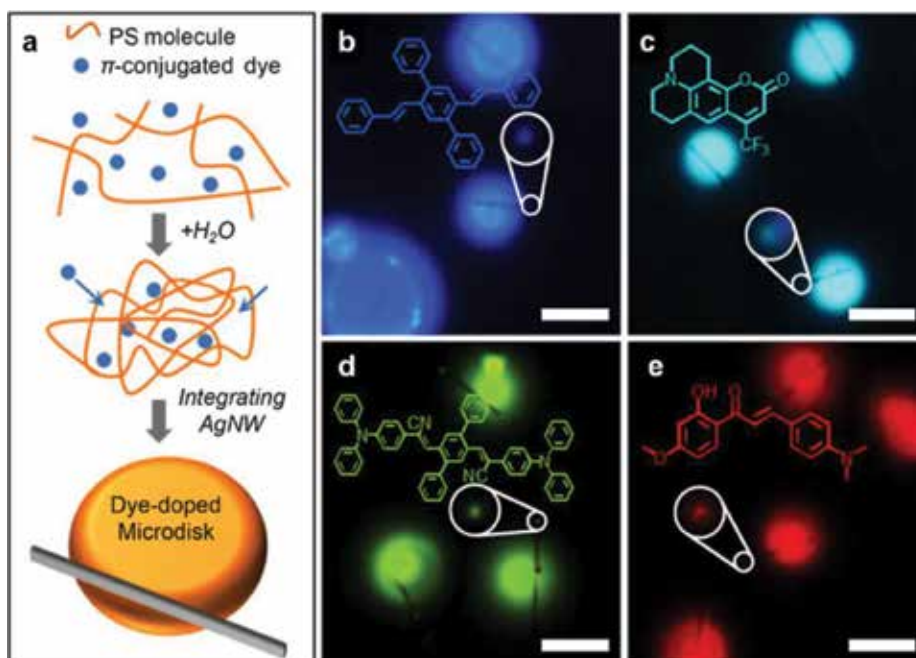 a
PS molecule
π-conjugated dye
+H₂O
Integrating
AgNW
Dye-doped
Microdisk
b
c
N
O
O
CF₃
d
N
CN
NC
N
e
OH
O
O
N